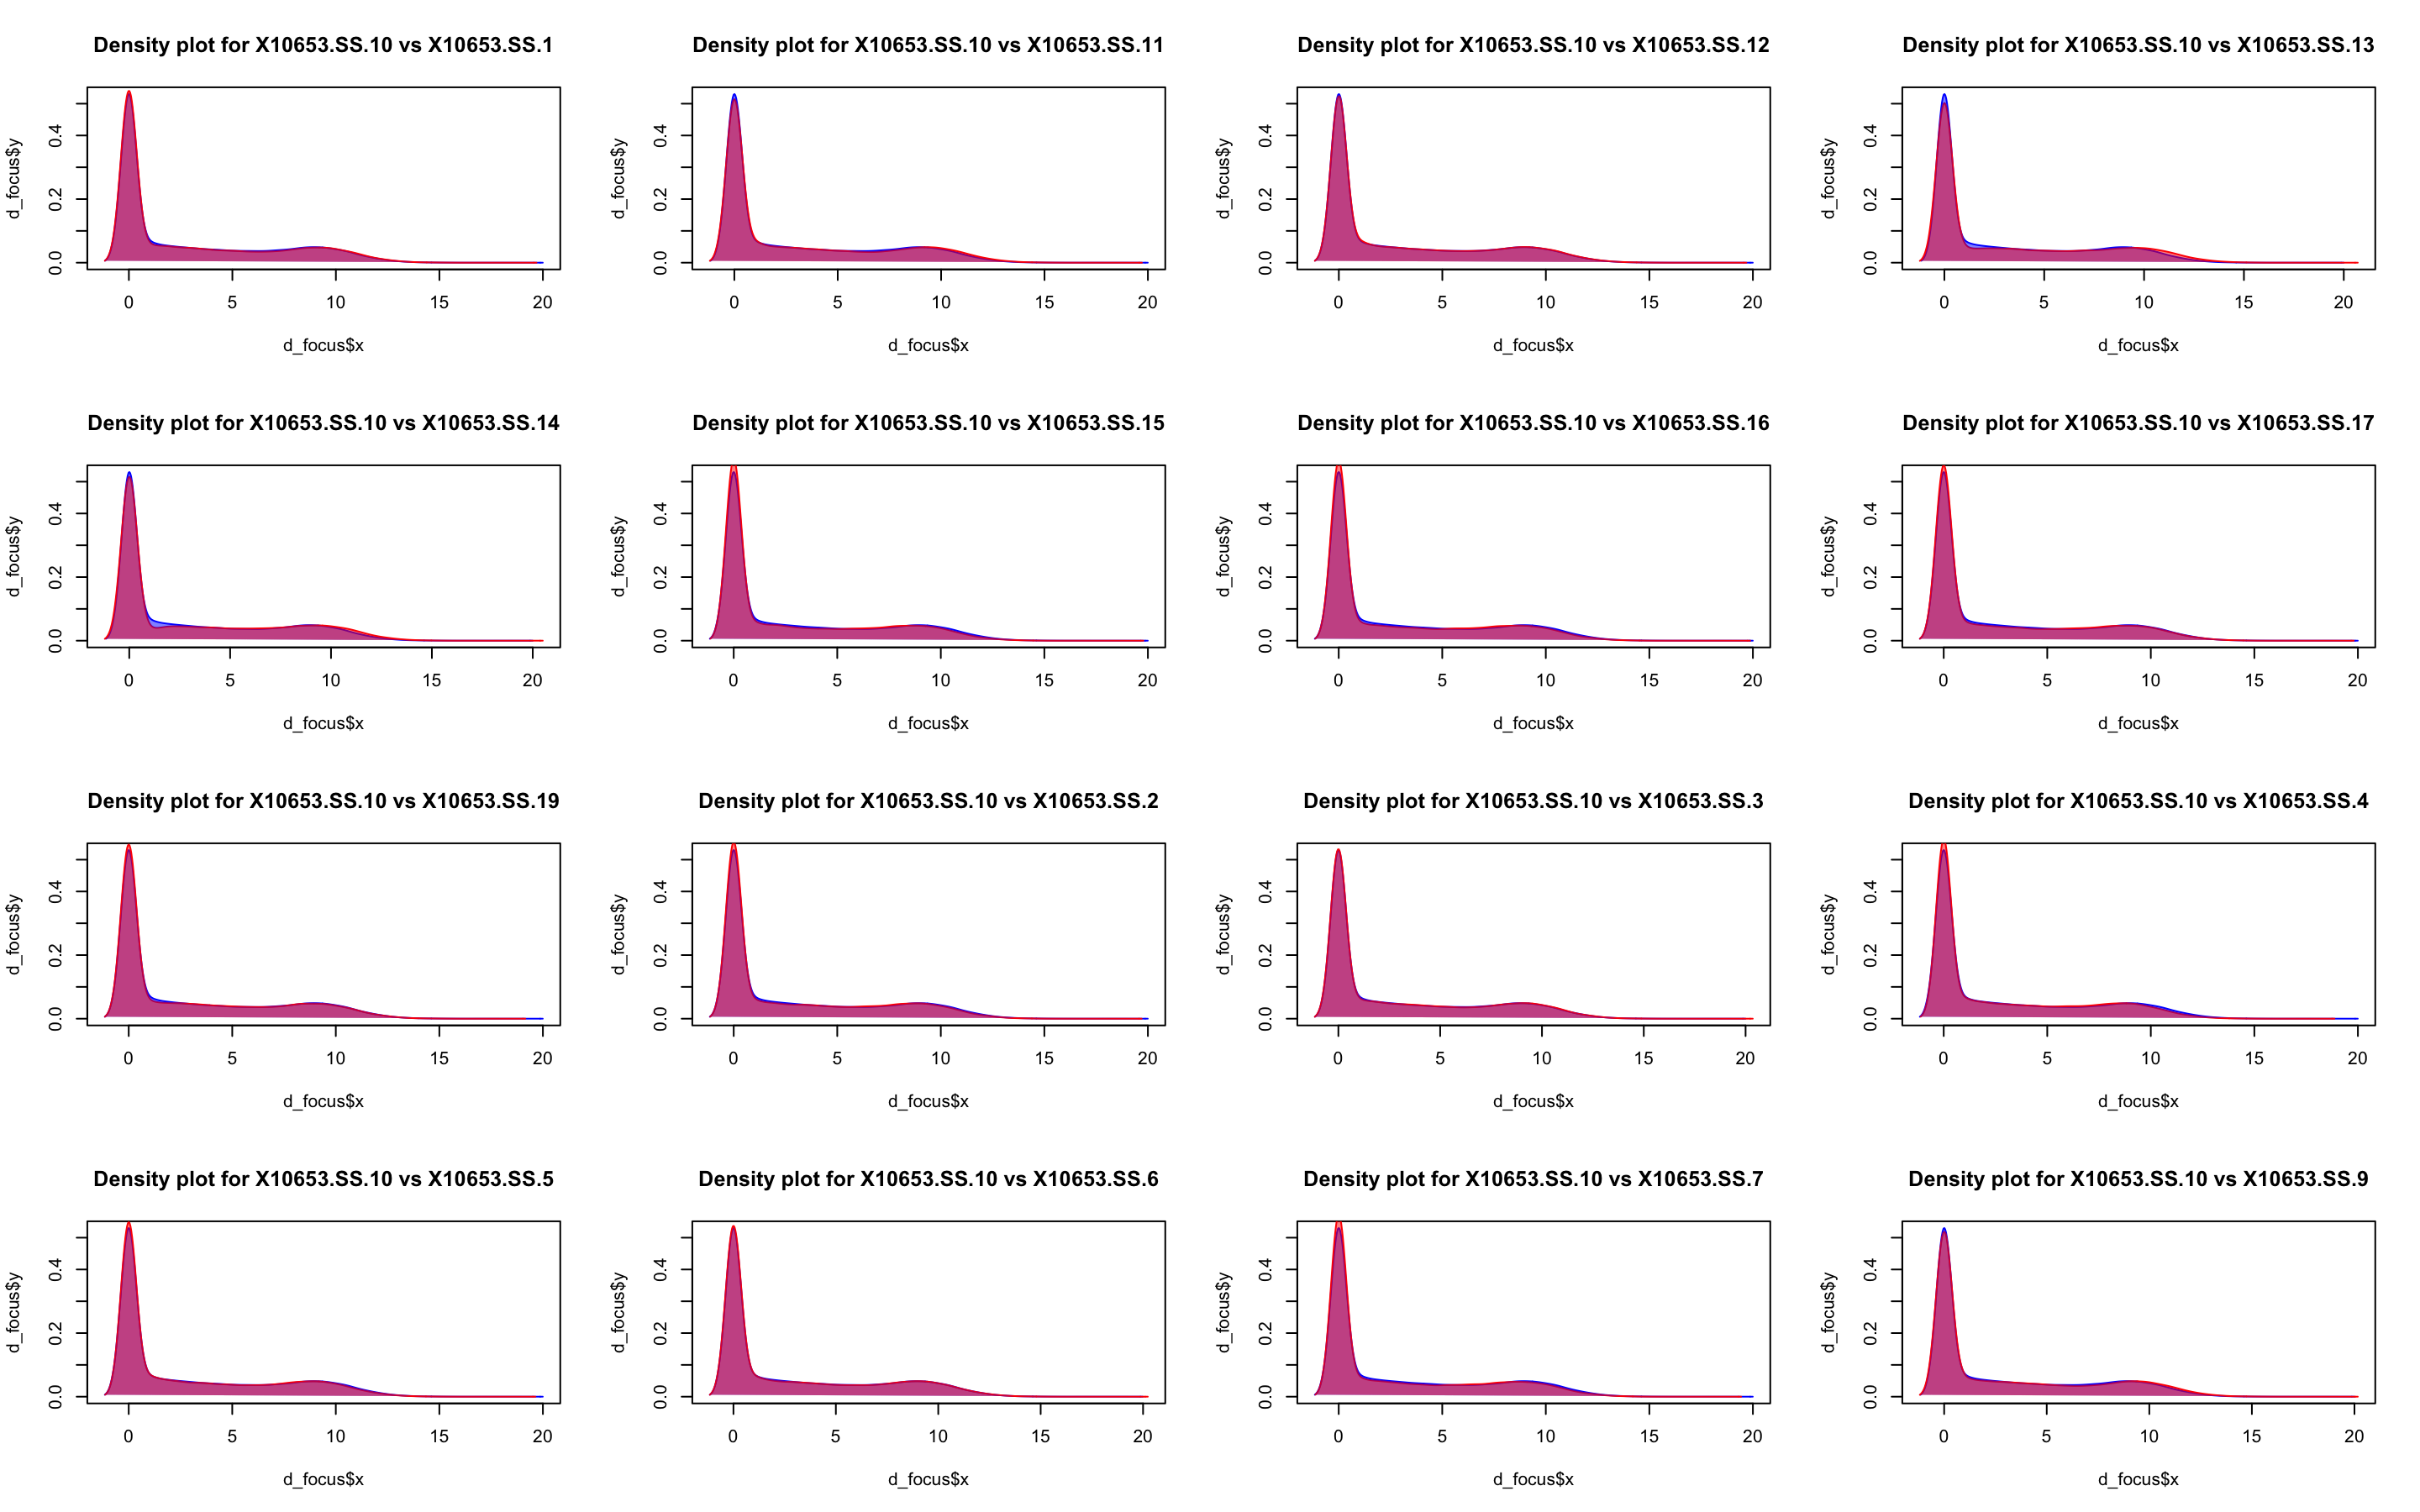 Density plot for X10653.SS.10 vs X10653.SS.1
d_focus$y
0.0 0.2 0.4
0 5 10 15 20
d_focus$x
Density plot for X10653.SS.10 vs X10653.SS.11
d_focus$y
0.0 0.2 0.4
0 5 10 15 20
d_focus$x
Density plot for X10653.SS.10 vs X10653.SS.12
d_focus$y
0.0 0.2 0.4
0 5 10 15 20
d_focus$x
Density plot for X10653.SS.10 vs X10653.SS.13
d_focus$y
0.0 0.2 0.4
0 5 10 15 20
d_focus$x
Density plot for X10653.SS.10 vs X10653.SS.14
d_focus$y
0.0 0.2 0.4
0 5 10 15 20
d_focus$x
Density plot for X10653.SS.10 vs X10653.SS.15
d_focus$y
0.0 0.2 0.4
0 5 10 15 20
d_focus$x
Density plot for X10653.SS.10 vs X10653.SS.16
d_focus$y
0.0 0.2 0.4
0 5 10 15 20
d_focus$x
Density plot for X10653.SS.10 vs X10653.SS.17
d_focus$y
0.0 0.2 0.4
0 5 10 15 20
d_focus$x
Density plot for X10653.SS.10 vs X10653.SS.19
d_focus$y
0.0 0.2 0.4
0 5 10 15 20
d_focus$x
Density plot for X10653.SS.10 vs X10653.SS.2
d_focus$y
0.0 0.2 0.4
0 5 10 15 20
d_focus$x
Density plot for X10653.SS.10 vs X10653.SS.3
d_focus$y
0.0 0.2 0.4
0 5 10 15 20
d_focus$x
Density plot for X10653.SS.10 vs X10653.SS.4
d_focus$y
0.0 0.2 0.4
0 5 10 15 20
d_focus$x
Density plot for X10653.SS.10 vs X10653.SS.5
d_focus$y
0.0 0.2 0.4
0 5 10 15 20
d_focus$x
Density plot for X10653.SS.10 vs X10653.SS.6
d_focus$y
0.0 0.2 0.4
0 5 10 15 20
d_focus$x
Density plot for X10653.SS.10 vs X10653.SS.7
d_focus$y
0.0 0.2 0.4
0 5 10 15 20
d_focus$x
Density plot for X10653.SS.10 vs X10653.SS.9
d_focus$y
0.0 0.2 0.4
0 5 10 15 20
d_focus$x